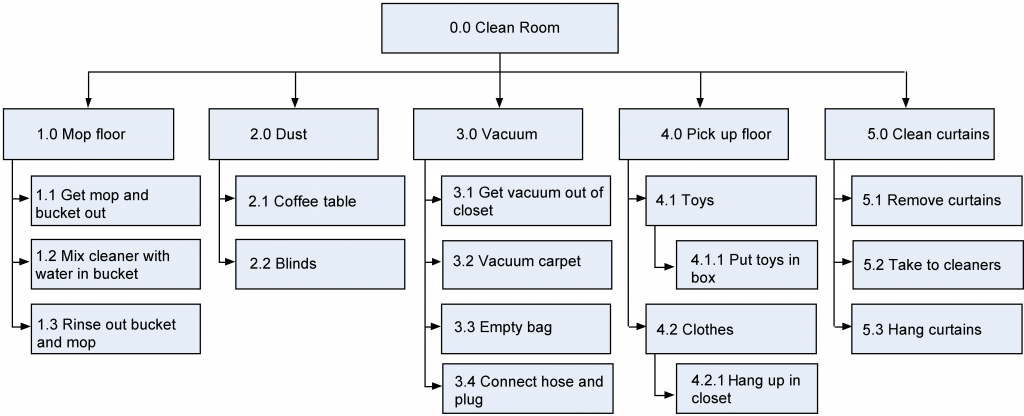 0.0 Clean Room
1.0 Mop floor
1.1 Get mop and
bucket out
1.2 Mix cleaner with
water in bucket
1.3 Rinse out bucket
and mop
2.0 Dust
2.1 Coffee table
2.2 Blinds
3.0 Vacuum
3.1 Get vacuum out of
closet
3.2 Vacuum carpet
3.3 Empty bag
3.4 Connect hose and
plug
4.0 Pick up floor
4.1 Toys
4.1.1 Put toys in
box
4.2 Clothes
4.2.1 Hang up in
closet
5.0 Clean curtains
5.1 Remove curtains
5.2 Take to cleaners
5.3 Hang curtains